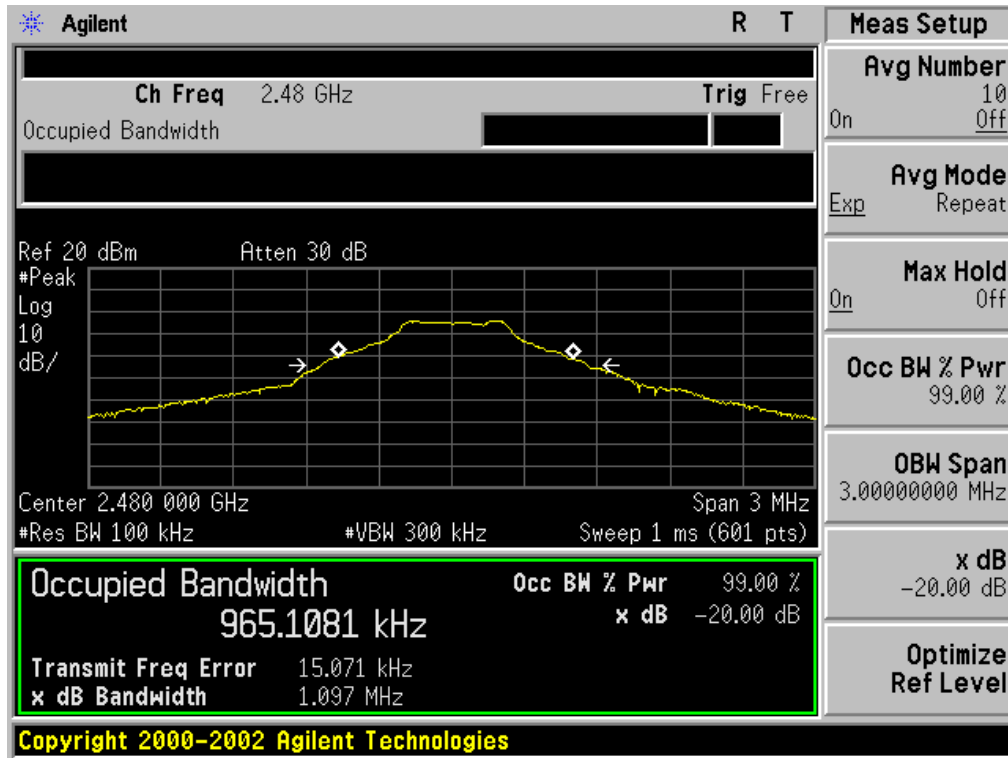 Agilent R T
Ch Freq 2.48 GHz Trig Free
Occupied Bandwidth
Ref 20 dBm Atten 30 dB
#Peak
Log
10
dB/
Center 2.480 000 GHz Span 3 MHz
#Res BW 100 kHz #VBW 300 kHz Sweep 1 ms (601 pts)
Occupied Bandwidth Occ BW % Pwr 99.00 %
965.1081 kHz x dB -20.00 dB
Transmit Freq Error 15.071 kHz
x dB Bandwidth 1.097 MHz
Copyright 2000-2002 Agilent Technologies
Meas Setup
Avg Number
10
On Off
Avg Mode
Exp Repeat
Max Hold
On Off
Occ BW % Pwr
99.00 %
OBW Span
3.00000000 MHz
x dB
-20.00 dB
Optimize
Ref Level